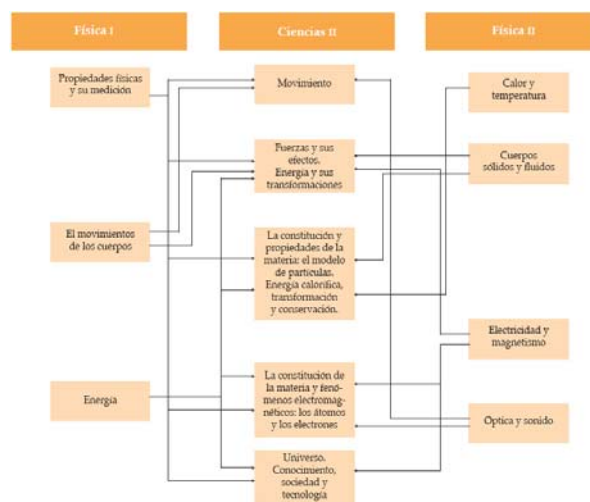 Física I
Ciencias II
Física II
Propiedades físicas
y su medición
El movimientos
de los cuerpos
Energía
Movimiento
Fuerzas y sus
efectos.
Energía y sus
transformaciones
La constitución y
propiedades de la
materia: el modelo
de partículas.
Energía calorífica,
transformación
y conservación.
La constitución de
la materia y fenó-
menos electromag-
néticos: los átomos
y los electrones
Universo.
Conocimiento,
sociedad y
tecnología
Calor y
temperatura
Cuerpos
sólidos y fluidos
Electricidad y
magnetismo
Optica y sonido